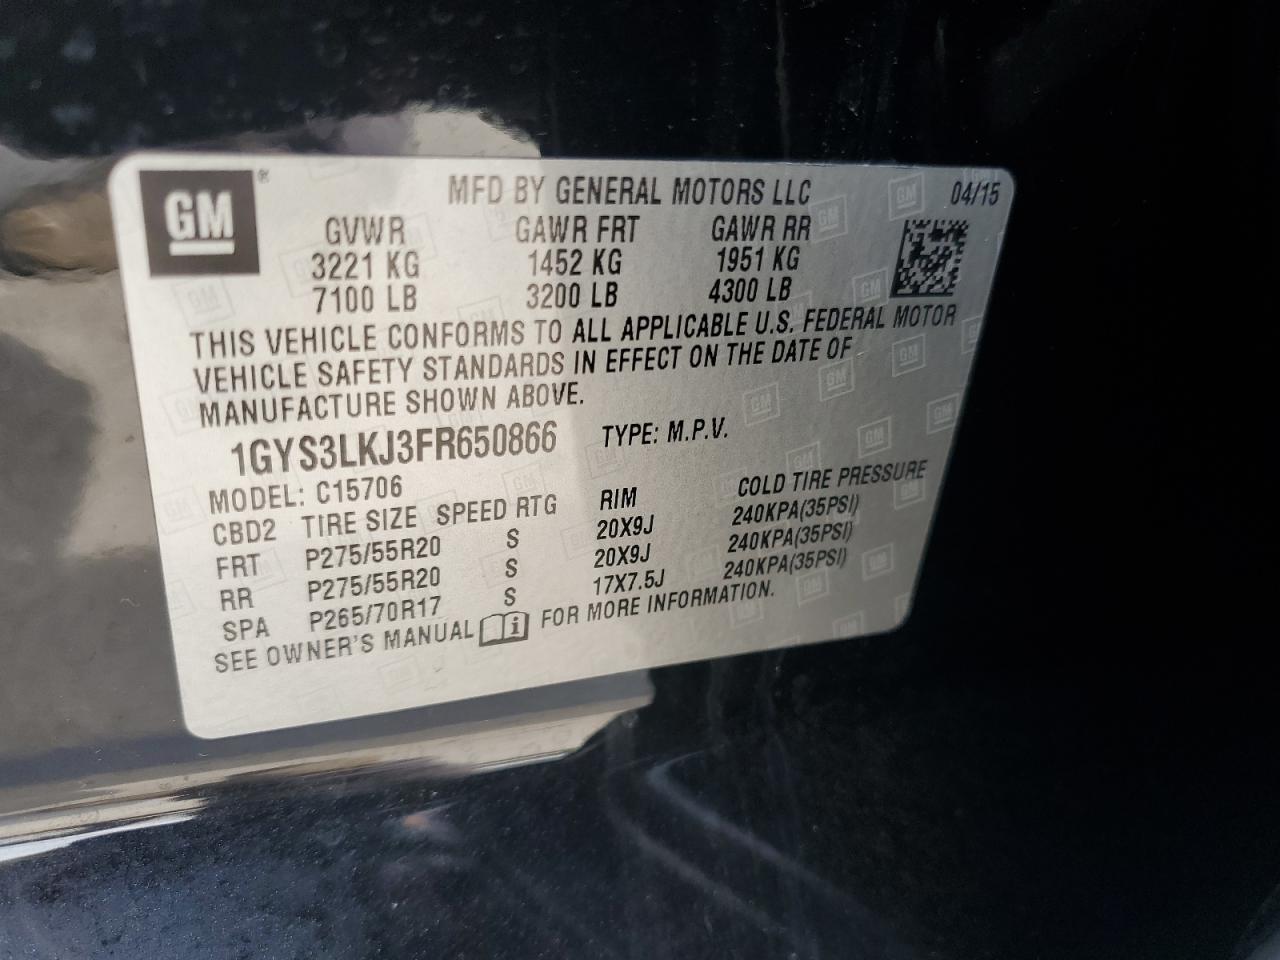 GM®
MFD BY GENERAL MOTORS LLC 04/15
GVWR GAWR FRT GAWR RR
3221 KG 1452 KG 1951 KG
7100 LB 3200 LB 4300 LB
THIS VEHICLE CONFORMS TO ALL APPLICABLE U.S. FEDERAL MOTOR
VEHICLE SAFETY STANDARDS IN EFFECT ON THE DATE OF
MANUFACTURE SHOWN ABOVE.
1GYS3LKJ3FR650866 TYPE: M.P.V.
MODEL: C15706
CBD2 TIRE SIZE SPEED RTG RIM COLD TIRE PRESSURE
FRT P275/55R20 S 20X9J 240KPA(35PSI)
RR P275/55R20 S 20X9J 240KPA(35PSI)
SPA P265/70R17 S 17X7.5J 240KPA(35PSI)
SEE OWNER'S MANUAL i FOR MORE INFORMATION.